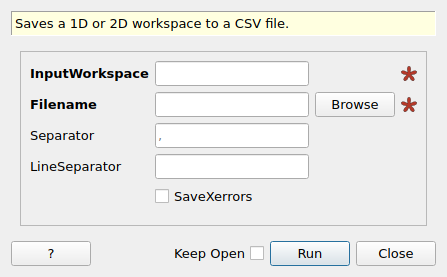 Saves a 1D or 2D workspace to a CSV file.
InputWorkspace
Filename Browse
Separator ,
LineSeparator
SaveXerrors
? Keep Open Run Close